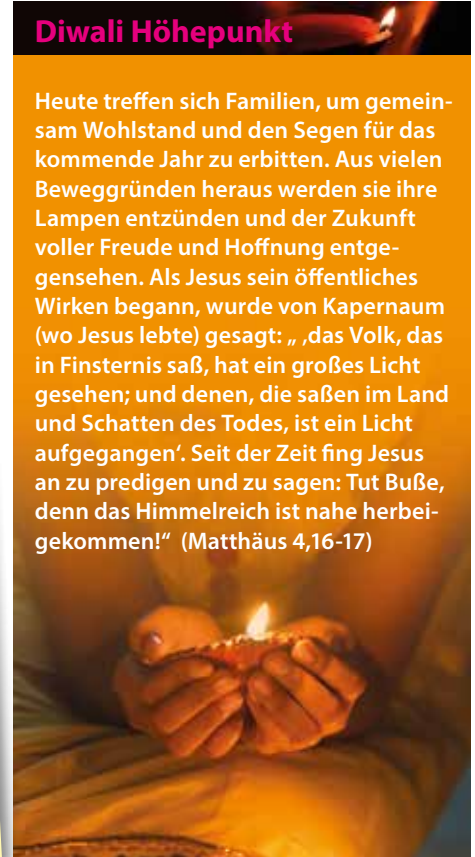 Diwali Höhepunkt
Heute treffen sich Familien, um gemein-
sam Wohlstand und den Segen für das
kommende Jahr zu erbitten. Aus vielen
Beweggründen heraus werden sie ihre
Lampen entzünden und der Zukunft
voller Freude und Hoffnung entge-
gensehen. Als Jesus sein öffentliches
Wirken begann, wurde von Kapernaum
(wo Jesus lebte) gesagt: „ ‚das Volk, das
in Finsternis saß, hat ein großes Licht
gesehen; und denen, die saßen im Land
und Schatten des Todes, ist ein Licht
aufgegangen‘. Seit der Zeit fing Jesus
an zu predigen und zu sagen: Tut Buße,
denn das Himmelreich ist nahe herbei-
gekommen!“ (Matthäus 4,16-17)